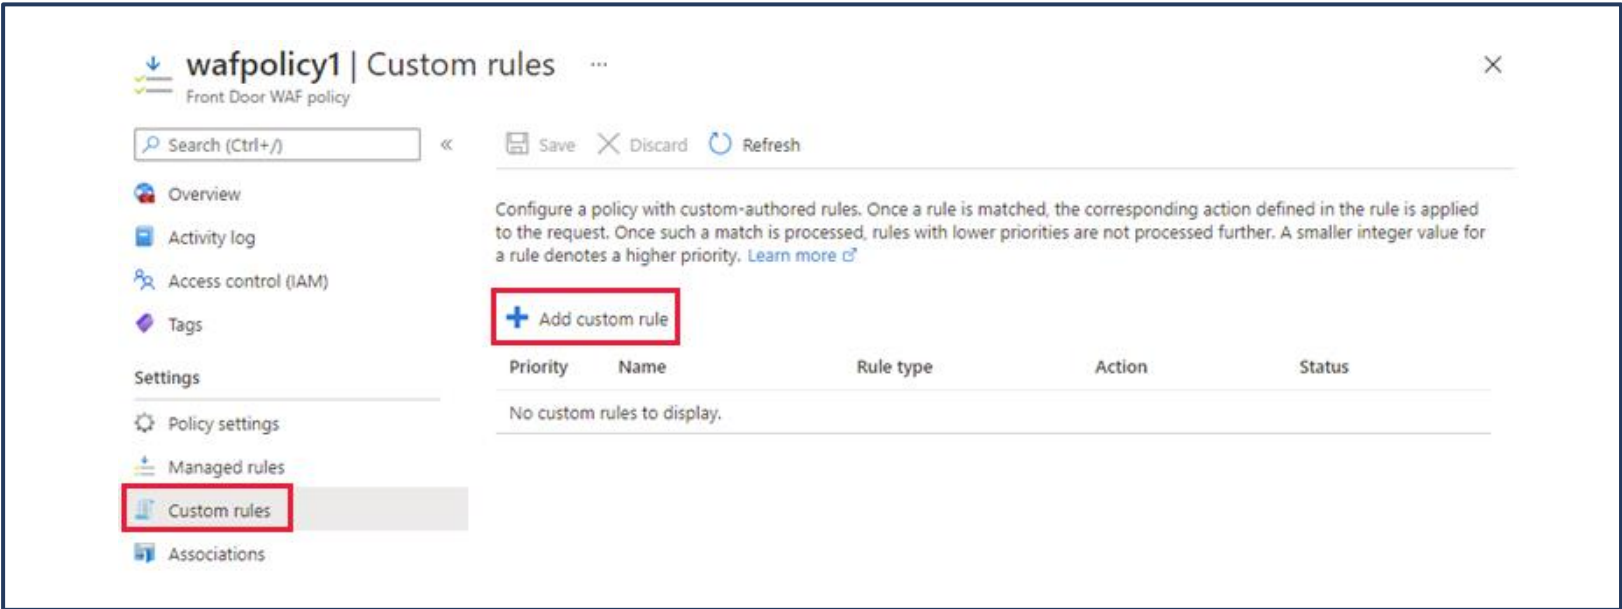 wafpolicy1 | Custom rules ...
Front Door WAF policy
Search (Ctrl+/)
«
Save
Discard
Refresh
Overview
Activity log
Access control (IAM)
Tags
Settings
Policy settings
Managed rules
Custom rules
Associations
Configure a policy with custom-authored rules. Once a rule is matched, the corresponding action defined in the rule is applied
to the request. Once such a match is processed, rules with lower priorities are not processed further. A smaller integer value for
a rule denotes a higher priority. Learn more
Add custom rule
Priority Name Rule type Action Status
No custom rules to display.